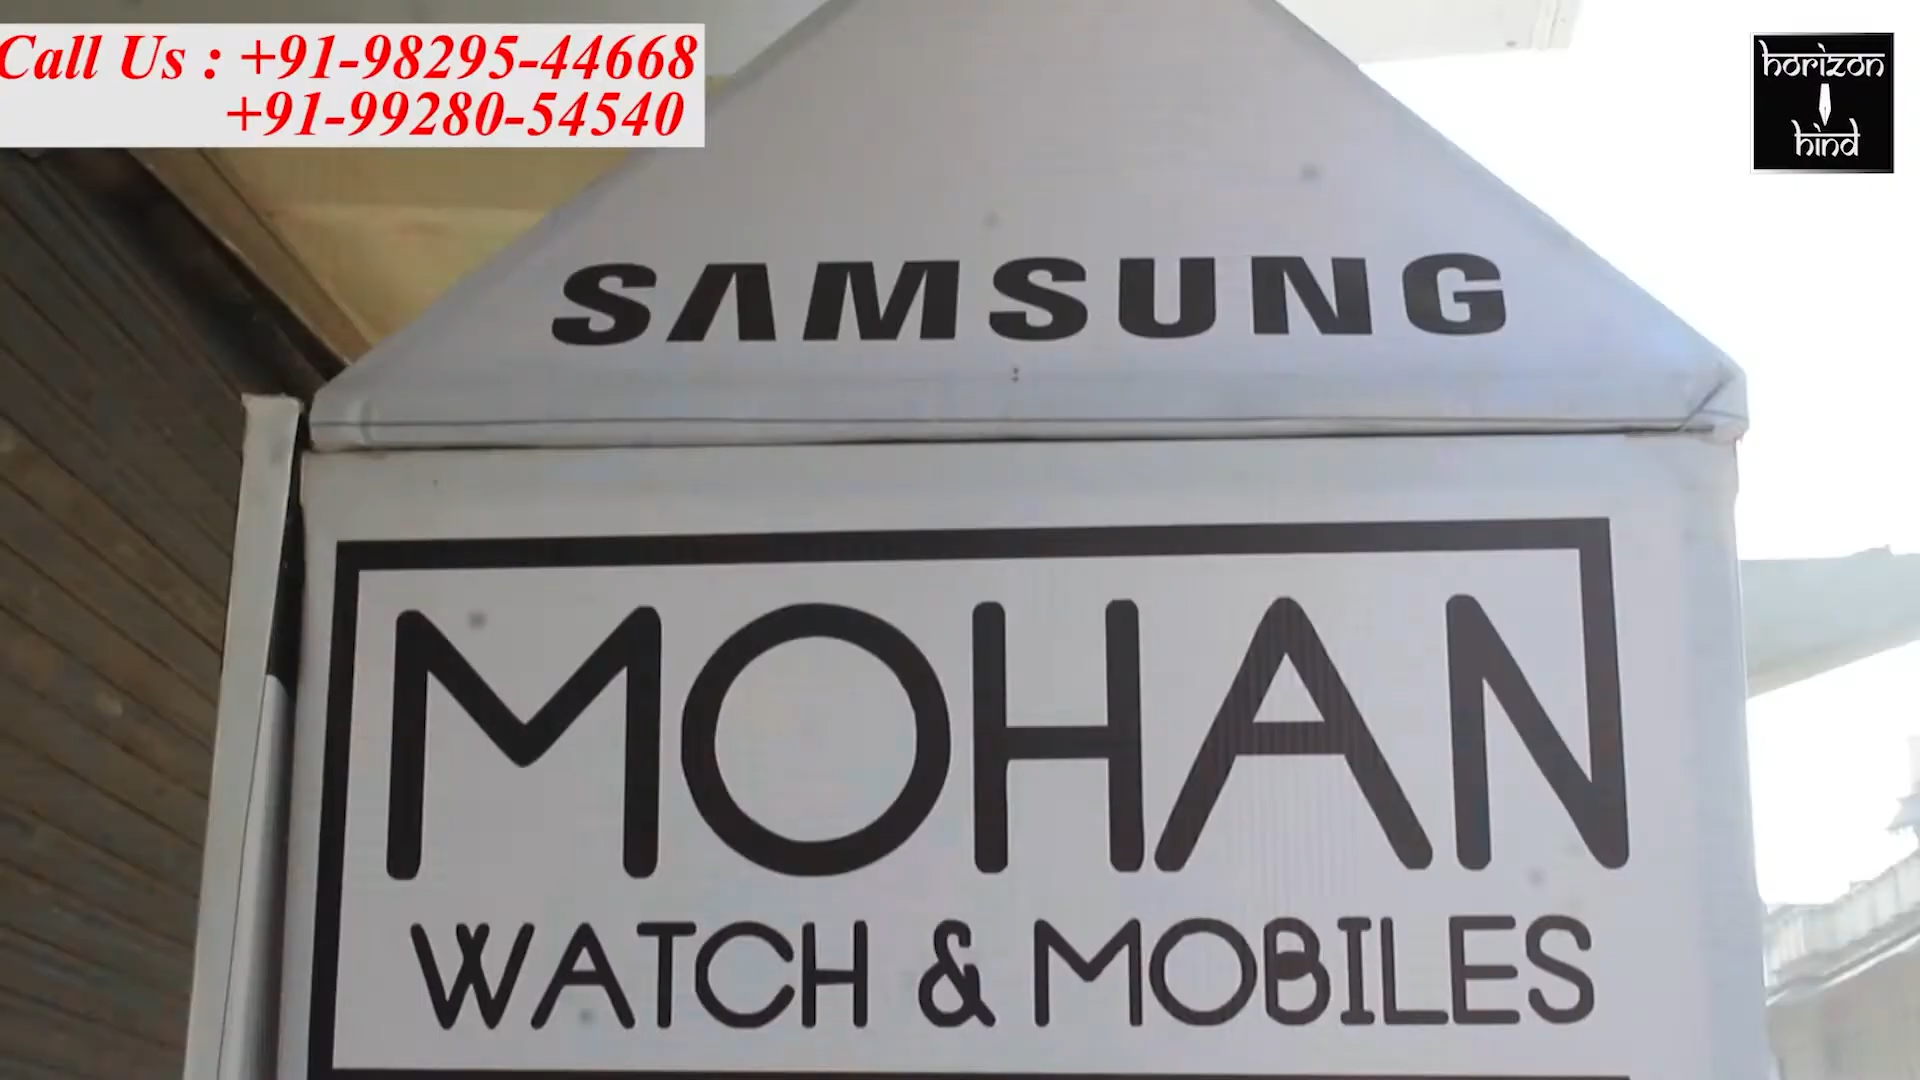 Call Us : +91-98295-44668
+91-99280-54540
horizon
hind
SAMSUNG
MOHAN
WATCH & MOBILES